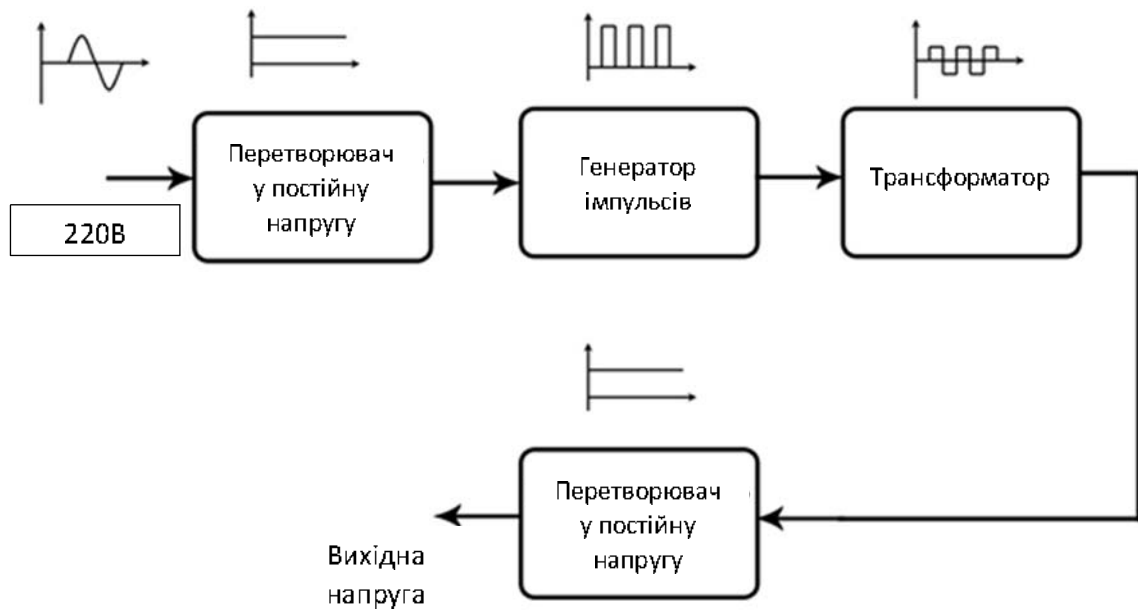 220В
Перетворювач
у постійну
напругу
Генератор
імпульсів
Трансформатор
Перетворювач
у постійну
напругу
Вихідна
напруга